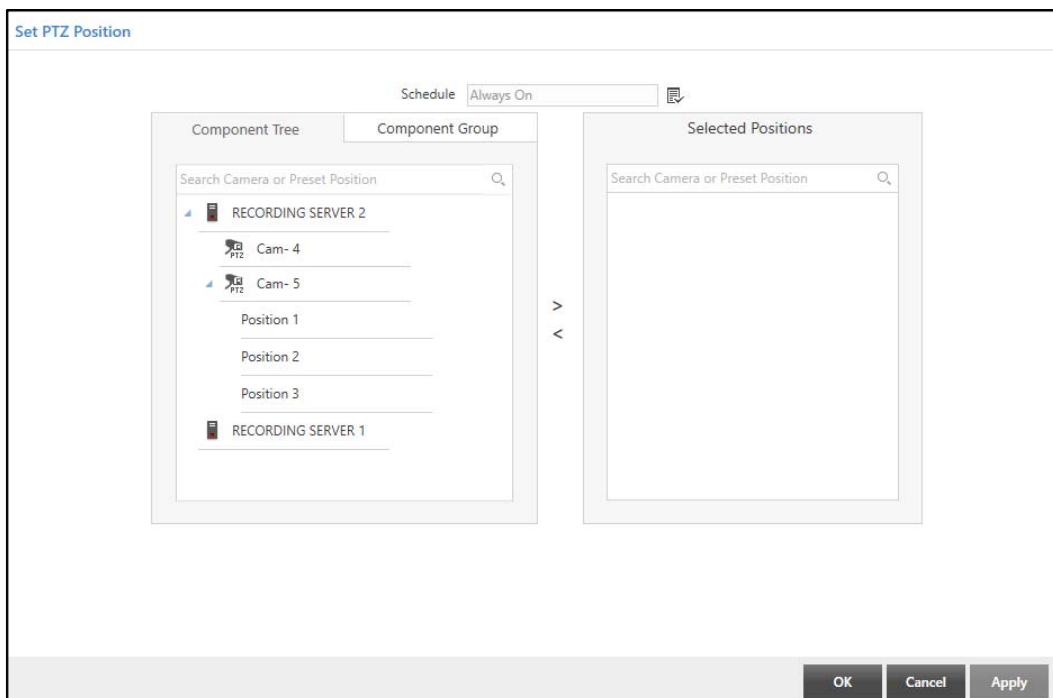 Set PTZ Position
Schedule Always On
Component Tree Component Group Selected Positions
Search Camera or Preset Position Search Camera or Preset Position
RECORDING SERVER 2
PTZ Cam- 4
PTZ Cam- 5
Position 1
>
Position 2
<
Position 3
RECORDING SERVER 1
OK Cancel Apply